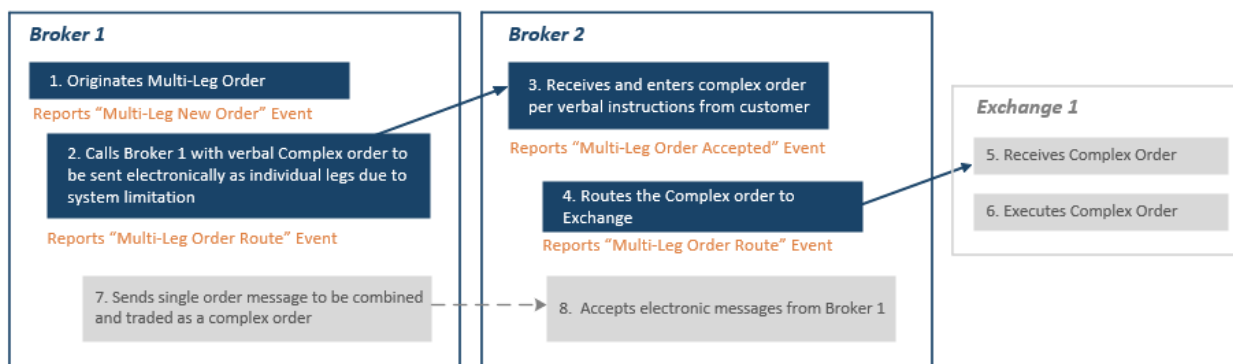 Broker 1
1. Originates Multi-Leg Order
Reports “Multi-Leg New Order” Event
2. Calls Broker 1 with verbal Complex order to
be sent electronically as individual legs due to
system limitation
Reports “Multi-Leg Order Route” Event
7. Sends single order message to be combined
and traded as a complex order
Broker 2
3. Receives and enters complex order
per verbal instructions from customer
Reports “Multi-Leg Order Accepted” Event
4. Routes the Complex order to
Exchange
Reports “Multi-Leg Order Route” Event
8. Accepts electronic messages from Broker 1
Exchange 1
5. Receives Complex Order
6. Executes Complex Order